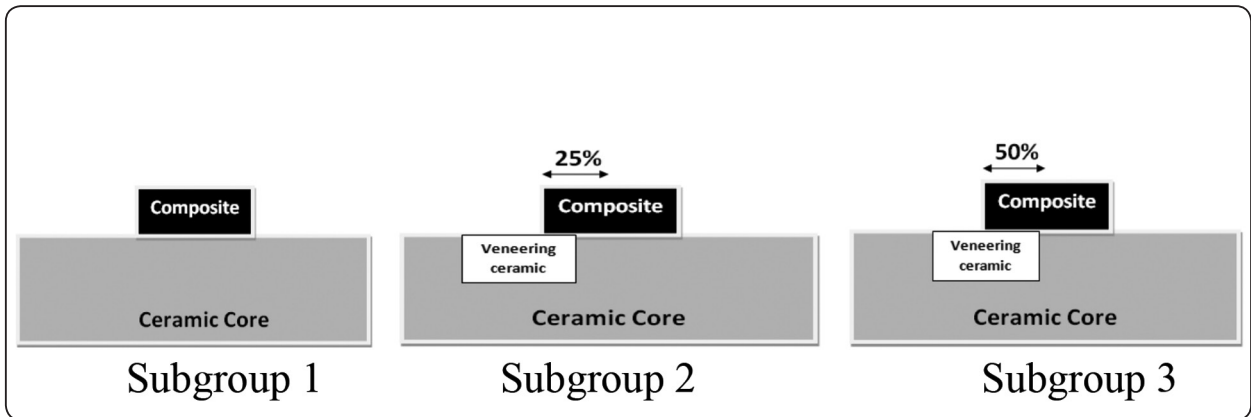 Composite
Ceramic Core
Subgroup 1
25%
Composite
Veneering
ceramic
Ceramic Core
Subgroup 2
50%
Composite
Veneering
ceramic
Ceramic Core
Subgroup 3